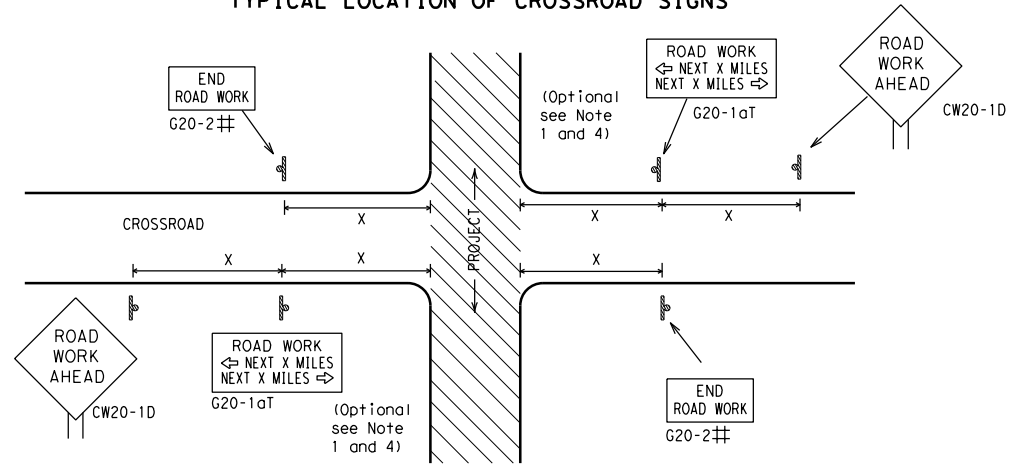 TYPICAL LOCATION OF CROSSROAD SIGNS
END
ROAD WORK
G20-2#
(Optional
see Note
1 and 4)
ROAD WORK
⇦ NEXT X MILES
NEXT X MILES ⇨
G20-1aT
ROAD
WORK
AHEAD
CW20-1D
CROSSROAD
X
X
X
PROJECT
X
X
X
ROAD
WORK
AHEAD
CW20-1D
ROAD WORK
⇦ NEXT X MILES
NEXT X MILES ⇨
G20-1aT
(Optional
see Note
1 and 4)
END
ROAD WORK
G20-2#